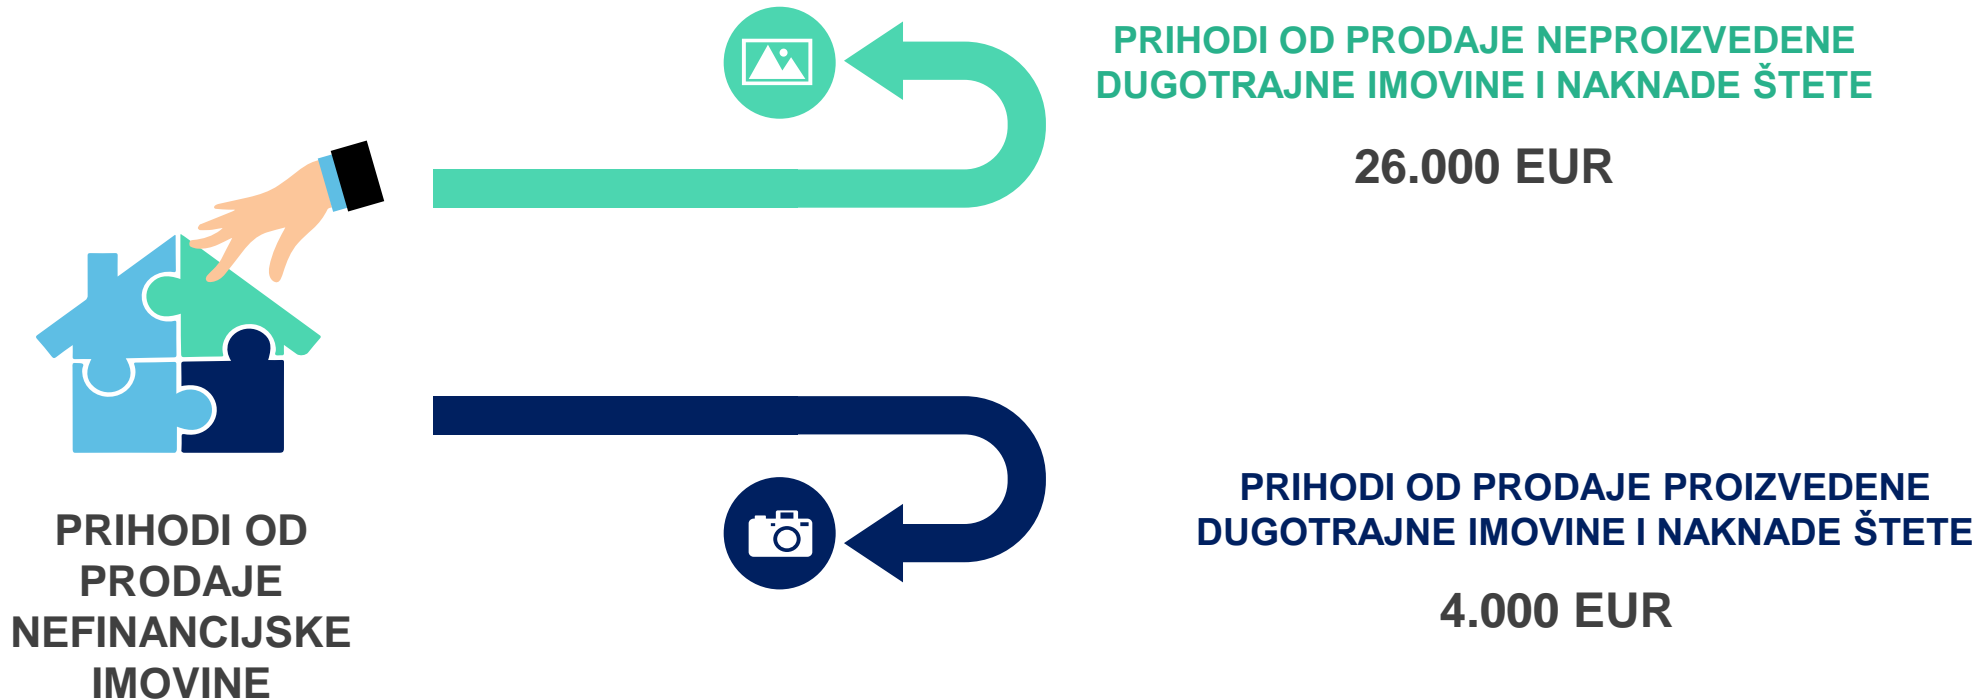 PRIHODI OD PRODAJE NEPROIZVEDENE
DUGOTRAJNE IMOVINE I NAKNADE ŠTETE
26.000 EUR
PRIHODI OD
PRODAJE
NEFINANCIJSKE
IMOVINE
PRIHODI OD PRODAJE PROIZVEDENE
DUGOTRAJNE IMOVINE I NAKNADE ŠTETE
4.000 EUR